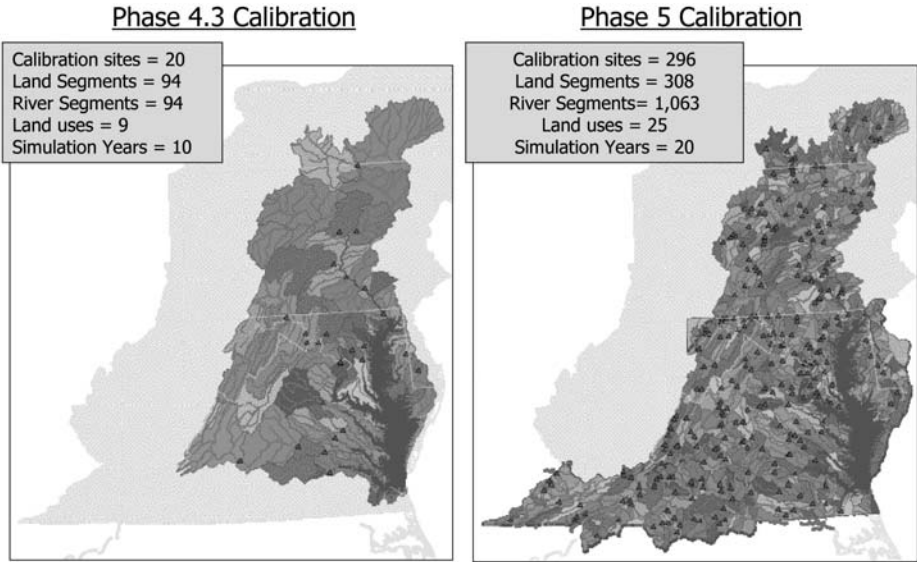 Phase 4.3 Calibration
Calibration sites = 20
Land Segments = 94
River Segments = 94
Land uses = 9
Simulation Years = 10
Phase 5 Calibration
Calibration sites = 296
Land Segments = 308
River Segments= 1,063
Land uses = 25
Simulation Years = 20